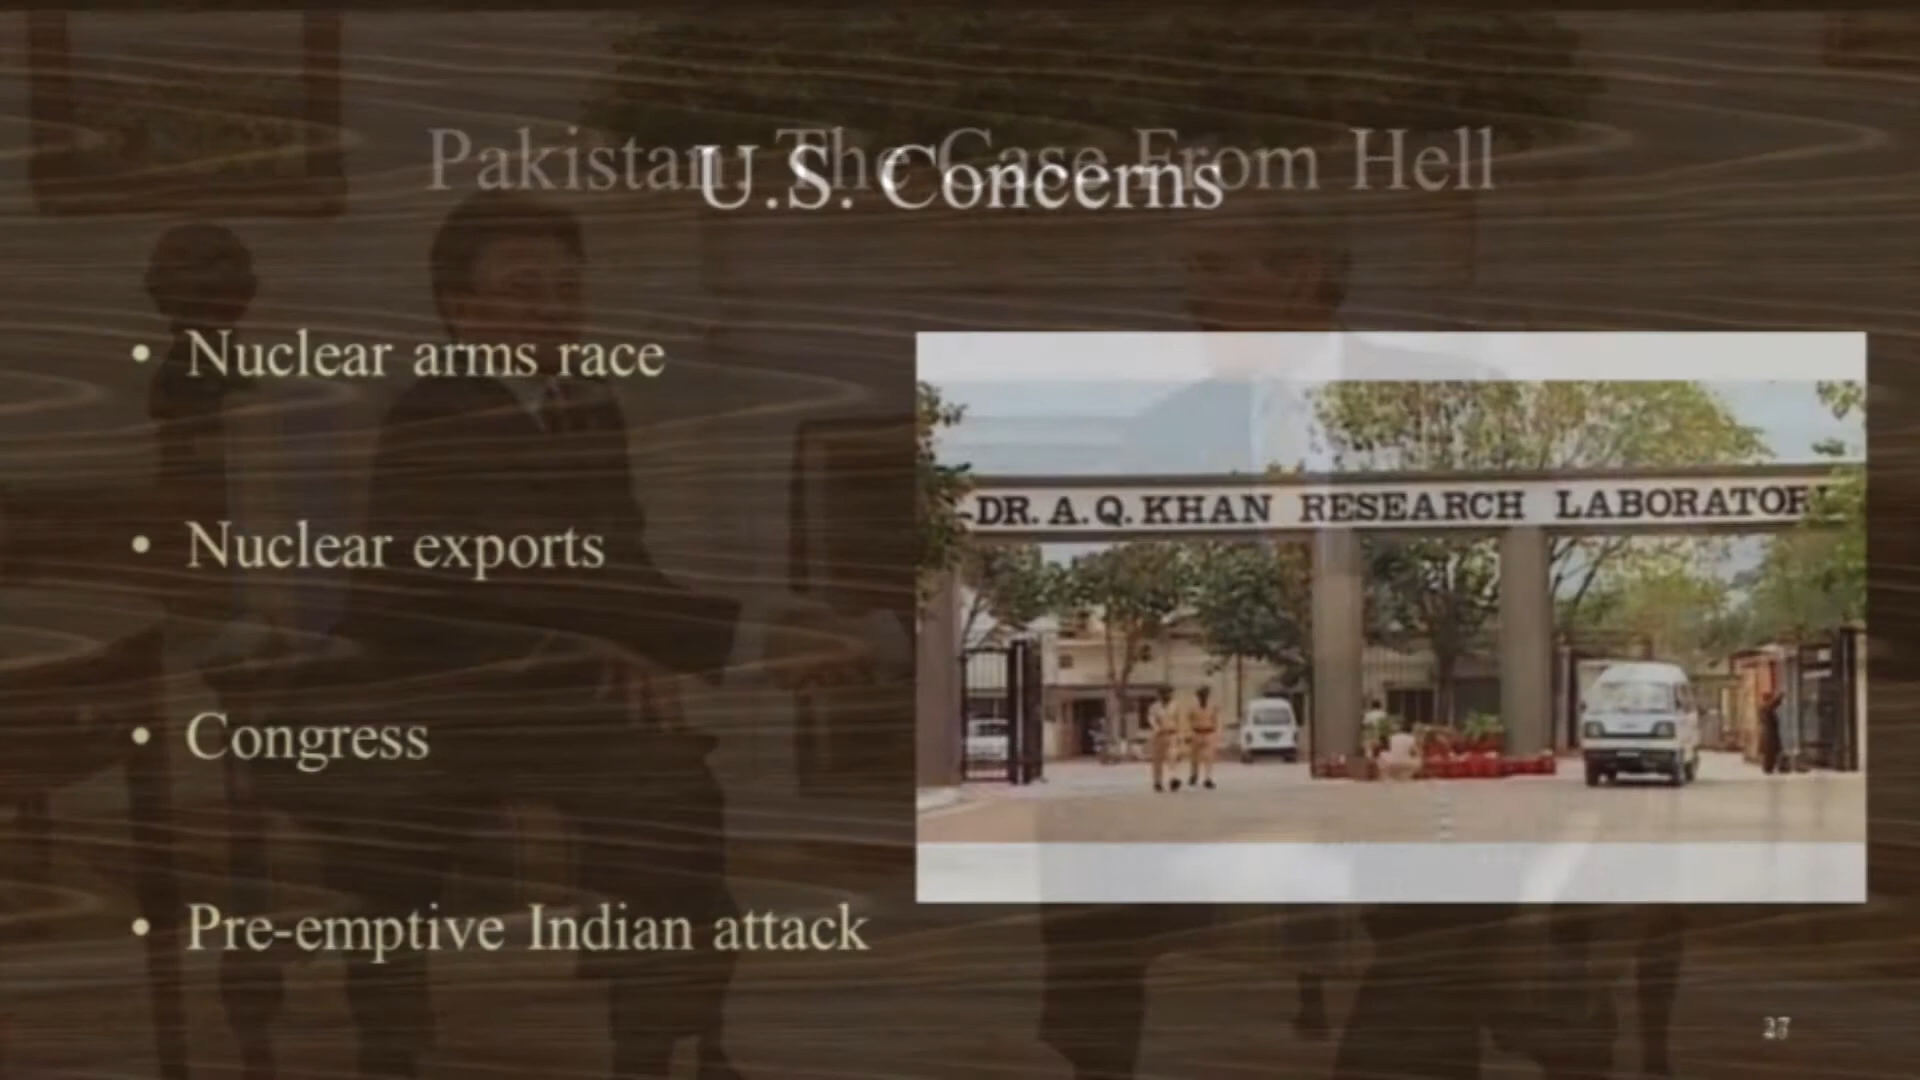 Pakistan: The Case From Hell
U.S. Concerns
• Nuclear arms race
• Nuclear exports
• Congress
• Pre-emptive Indian attack
DR. A. Q. KHAN RESEARCH LABORATORI